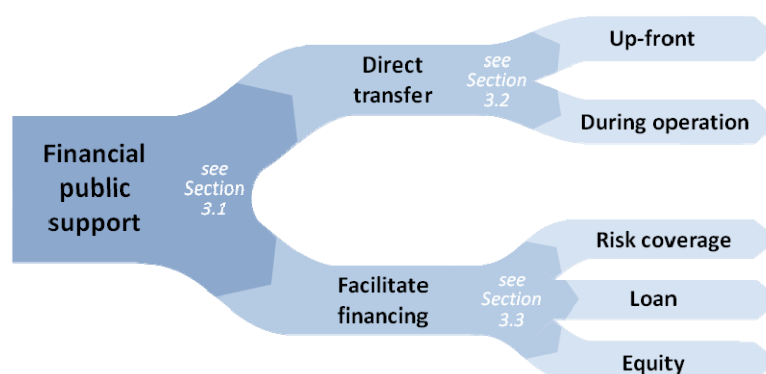 Financial
public
support
see
Section
3.1
Direct
transfer
see
Section
3.2
Up-front
During operation
Facilitate
financing
see
Section
3.3
Risk coverage
Loan
Equity